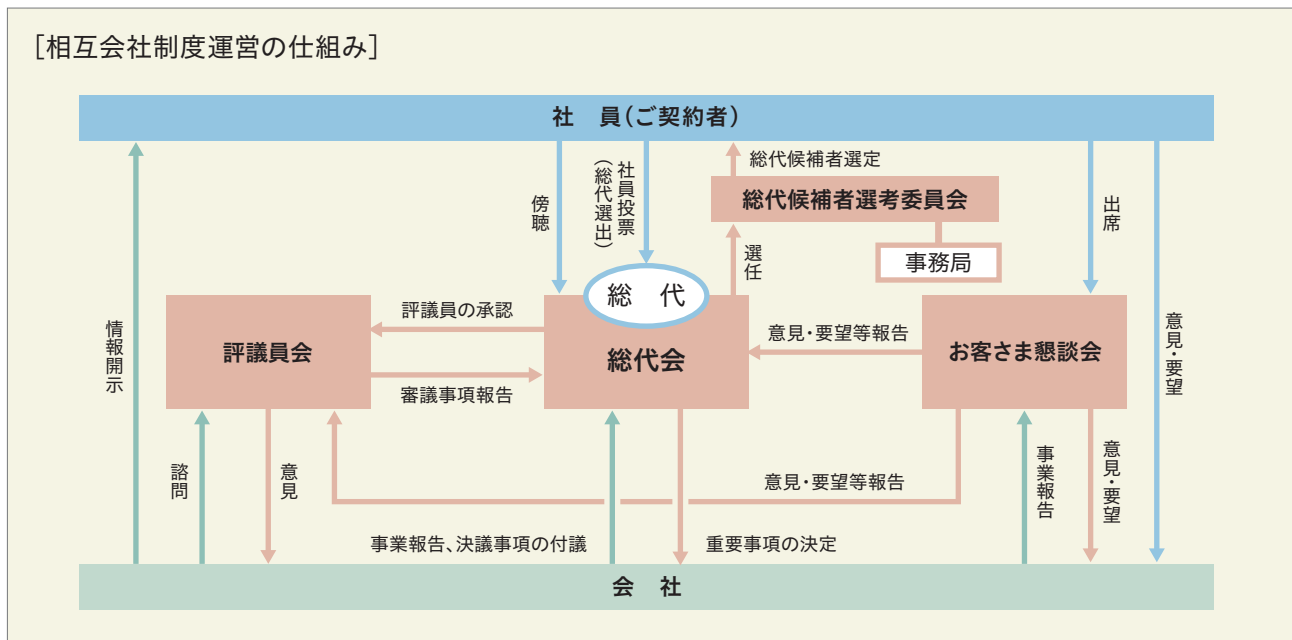 ［相互会社制度運営の仕組み］
社　員（ご契約者）
総代候補者選定
総代候補者選考委員会
事務局
傍聴
社員投票
（総代選出）
選任
出席
総　代
評議員の承認
意見・要望等報告
評議員会
総代会
お客さま懇談会
審議事項報告
情報開示
意見・要望
諮問
意見
意見・要望等報告
事業報告
意見・要望
事業報告、決議事項の付議
重要事項の決定
会　社